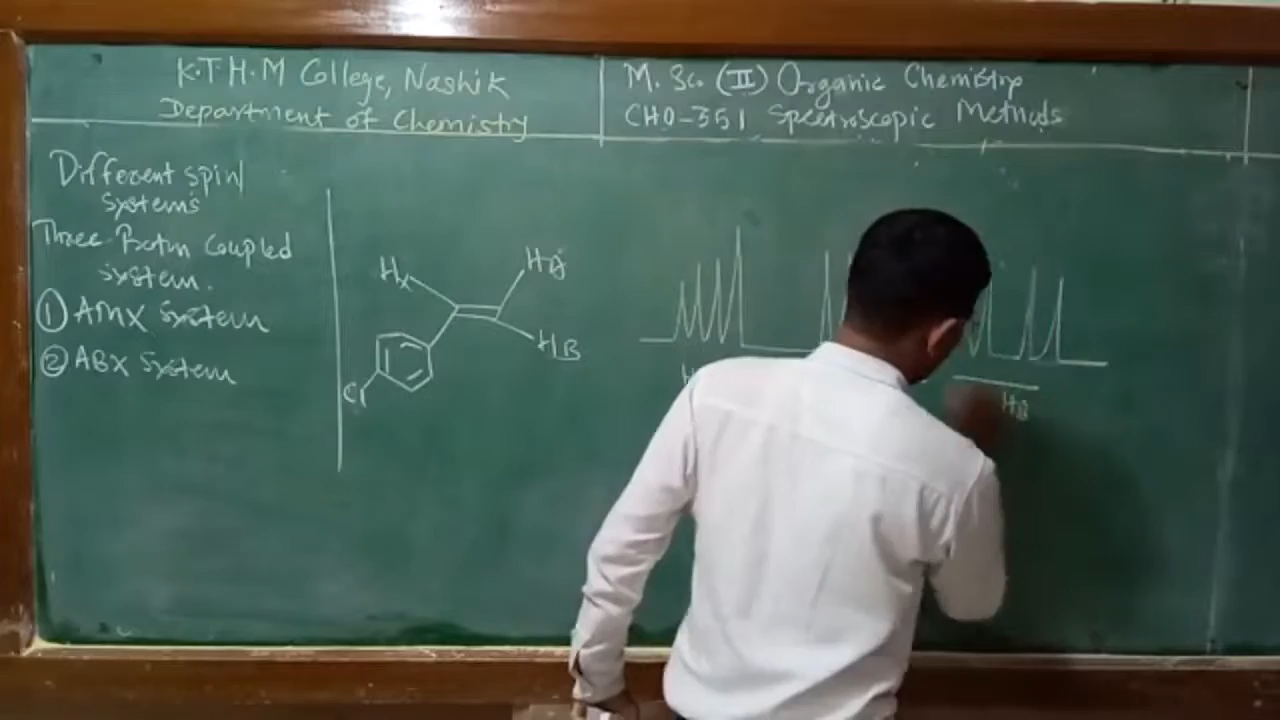 K.T.H.M College, Nashik
Department of Chemistry
M. Sc. (II) Organic Chemistry
CHO-351 Spectroscopic Methods
Different spin
systems
Three Proton Coupled
system.
① AMX System
② ABX System
Hx
HA
HB
Cl
HB